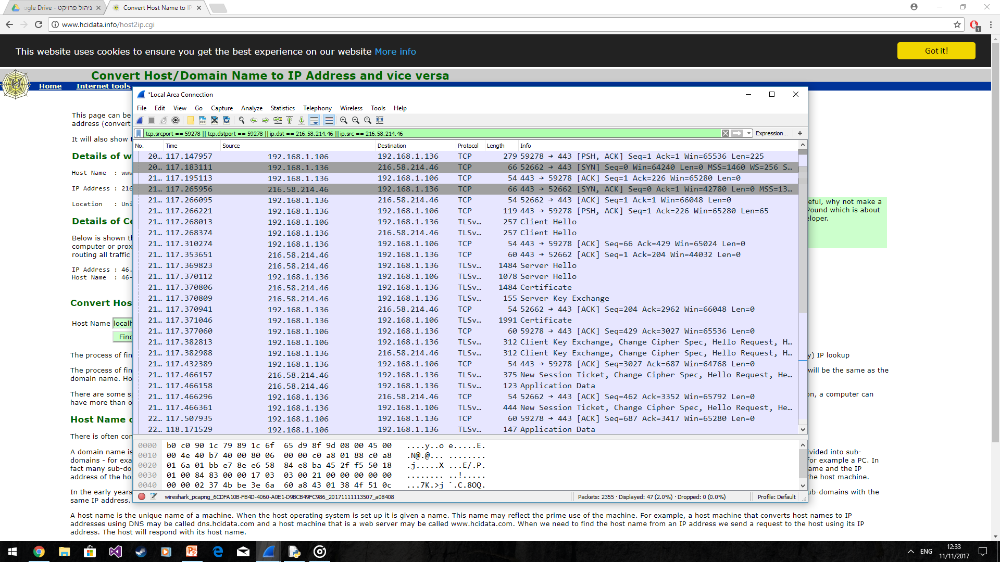 ogle Drive - ניהול פרויקט
Convert Host Name to IP
www.hcidata.info/host2ip.cgi
1
This website uses cookies to ensure you get the best experience on our website More info
Got it!
Convert Host/Domain Name to IP Address and vice versa
Home Internet tools
This page can be
address (convert
It will also show t
Details of w
Host Name : www
IP Address : 216
Location : Uni
Details of Co
Below is shown th
computer or prox
routing all traffic
IP Address : 46.
Host Name : 46-
Convert Hos
Host Name localh
Find
The process of fin
The process of fin
domain name. Ho
There are some sp
have more than o
Host Name o
There is often con
A domain name is
domains - for exa
fact many sub-do
address of the hos
In the early years
same IP address.
eful, why not make a
Pound which is about
eloper.
y) IP lookup
will be the same as the
on, a computer can
vided into sub-
for example a PC. In
ame and the IP
the host machine.
ub-domains with the
A host name is the unique name of a machine. When the host operating system is set up it is given a name. This name may reflect the prime use of the machine. For example, a host machine that converts host names to IP
addresses using DNS may be called dns.hcidata.com and a host machine that is a web server may be called www.hcidata.com. When we need to find the host name from an IP address we send a request to the host using its IP
address. The host will respond with its host name.
*Local Area Connection
File Edit View Go Capture Analyze Statistics Telephony Wireless Tools Help
tcp.srcport == 59278 || tcp.dstport == 59278 || ip.dst == 216.58.214.46 || ip.src == 216.58.214.46 Expression... +
No. Time Source Destination Protocol Length Info
20... 117.147957 192.168.1.106 192.168.1.136 TCP 279 59278 → 443 [PSH, ACK] Seq=1 Ack=1 Win=65536 Len=225
20... 117.183111 192.168.1.136 216.58.214.46 TCP 66 52662 → 443 [SYN] Seq=0 Win=64240 Len=0 MSS=1460 WS=256 S...
21... 117.195113 192.168.1.136 192.168.1.106 TCP 54 443 → 59278 [ACK] Seq=1 Ack=226 Win=65280 Len=0
21... 117.265956 216.58.214.46 192.168.1.136 TCP 66 443 → 52662 [SYN, ACK] Seq=0 Ack=1 Win=42780 Len=0 MSS=13...
21... 117.266095 192.168.1.136 216.58.214.46 TCP 54 52662 → 443 [ACK] Seq=1 Ack=1 Win=66048 Len=0
21... 117.266221 192.168.1.136 192.168.1.106 TCP 119 443 → 59278 [PSH, ACK] Seq=1 Ack=226 Win=65280 Len=65
21... 117.268013 192.168.1.106 192.168.1.136 TLSv... 257 Client Hello
21... 117.268374 192.168.1.136 216.58.214.46 TLSv... 257 Client Hello
21... 117.310274 192.168.1.136 192.168.1.106 TCP 54 443 → 59278 [ACK] Seq=66 Ack=429 Win=65024 Len=0
21... 117.353651 216.58.214.46 192.168.1.136 TCP 60 443 → 52662 [ACK] Seq=1 Ack=204 Win=44032 Len=0
21... 117.369823 216.58.214.46 192.168.1.136 TLSv... 1484 Server Hello
21... 117.370112 192.168.1.136 192.168.1.106 TLSv... 1078 Server Hello
21... 117.370806 216.58.214.46 192.168.1.136 TLSv... 1484 Certificate
21... 117.370809 216.58.214.46 192.168.1.136 TLSv... 155 Server Key Exchange
21... 117.370941 192.168.1.136 216.58.214.46 TCP 54 52662 → 443 [ACK] Seq=204 Ack=2962 Win=66048 Len=0
21... 117.371046 192.168.1.136 192.168.1.106 TLSv... 1991 Certificate
21... 117.377060 192.168.1.106 192.168.1.136 TCP 60 59278 → 443 [ACK] Seq=429 Ack=3027 Win=65536 Len=0
21... 117.382813 192.168.1.106 192.168.1.136 TLSv... 312 Client Key Exchange, Change Cipher Spec, Hello Request, H...
21... 117.382988 192.168.1.136 216.58.214.46 TLSv... 312 Client Key Exchange, Change Cipher Spec, Hello Request, H...
21... 117.432389 192.168.1.136 192.168.1.106 TCP 54 443 → 59278 [ACK] Seq=3027 Ack=687 Win=64768 Len=0
21... 117.466157 216.58.214.46 192.168.1.136 TLSv... 375 New Session Ticket, Change Cipher Spec, Hello Request, He...
21... 117.466158 216.58.214.46 192.168.1.136 TLSv... 123 Application Data
21... 117.466296 192.168.1.136 216.58.214.46 TCP 54 52662 → 443 [ACK] Seq=462 Ack=3352 Win=65792 Len=0
21... 117.466361 192.168.1.136 192.168.1.106 TLSv... 444 New Session Ticket, Change Cipher Spec, Hello Request, He...
22... 117.507935 192.168.1.106 192.168.1.136 TCP 60 59278 → 443 [ACK] Seq=687 Ack=3417 Win=65280 Len=0
22... 118.171529 192.168.1.106 192.168.1.136 TLSv... 147 Application Data
0000 b0 c0 90 1c 79 89 1c 6f 65 d9 8f 9d 08 00 45 00 ....y..o e.....E.
0010 00 4e 40 b7 40 00 80 06 00 00 c0 a8 01 88 c0 a8 .N@.@... ........
0020 01 6a 01 bb e7 8e e6 58 84 e8 ba 45 2f f5 50 18 .j.....X ...E/.P.
0030 01 00 84 83 00 00 17 03 03 00 21 00 00 00 00 00 ........ ..!.....
0040 00 00 02 37 4b be 3e 6a 60 a8 43 01 38 4f 51 0c ...7K.>j `.C.8OQ.
wireshark_pcapng_6CDFA10B-FB4D-4060-A0E1-D9BCB49FC986_20171111113507_a08408 Packets: 2355 · Displayed: 47 (2.0%) · Dropped: 0 (0.0%) Profile: Default
ENG
12:33
11/11/2017